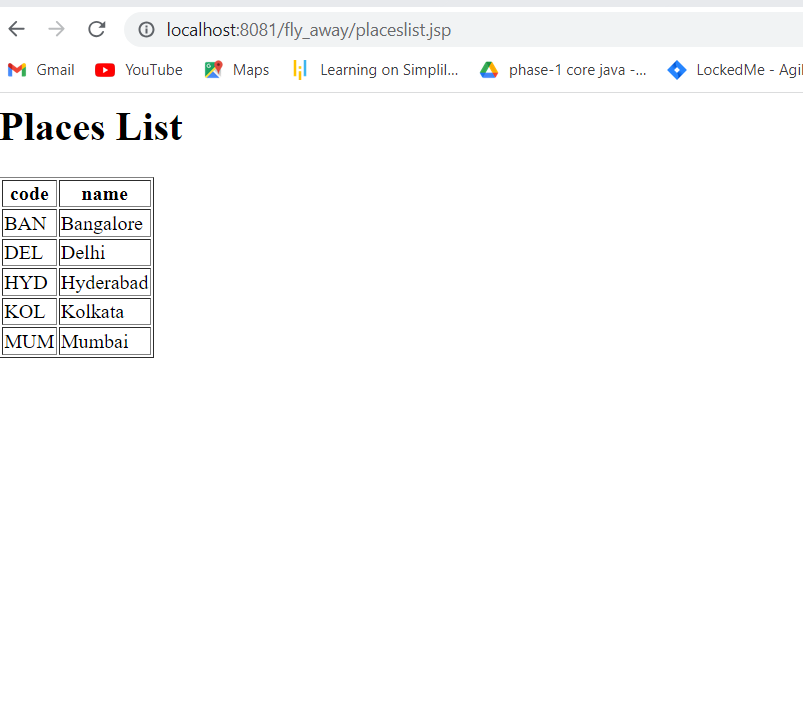 localhost:8081/fly_away/placeslist.jsp
Gmail YouTube Maps Learning on Simplil... phase-1 core java -... LockedMe - Agil
Places List
code name
BAN Bangalore
DEL Delhi
HYD Hyderabad
KOL Kolkata
MUM Mumbai